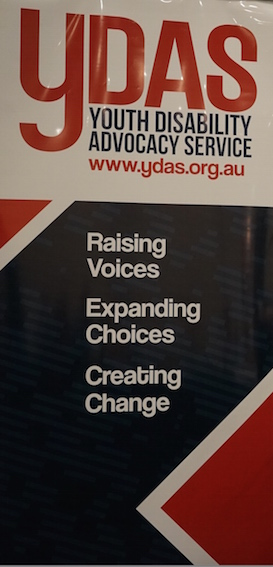 YDAS
YOUTH DISABILITY
ADVOCACY SERVICE
www.ydas.org.au
Raising
Voices
Expanding
Choices
Creating
Change